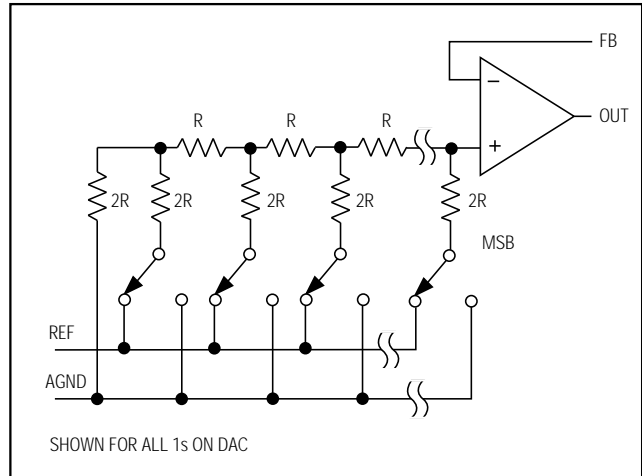 FB
−
OUT
+
R R R
2R 2R 2R 2R 2R
MSB
REF
AGND
SHOWN FOR ALL 1s ON DAC